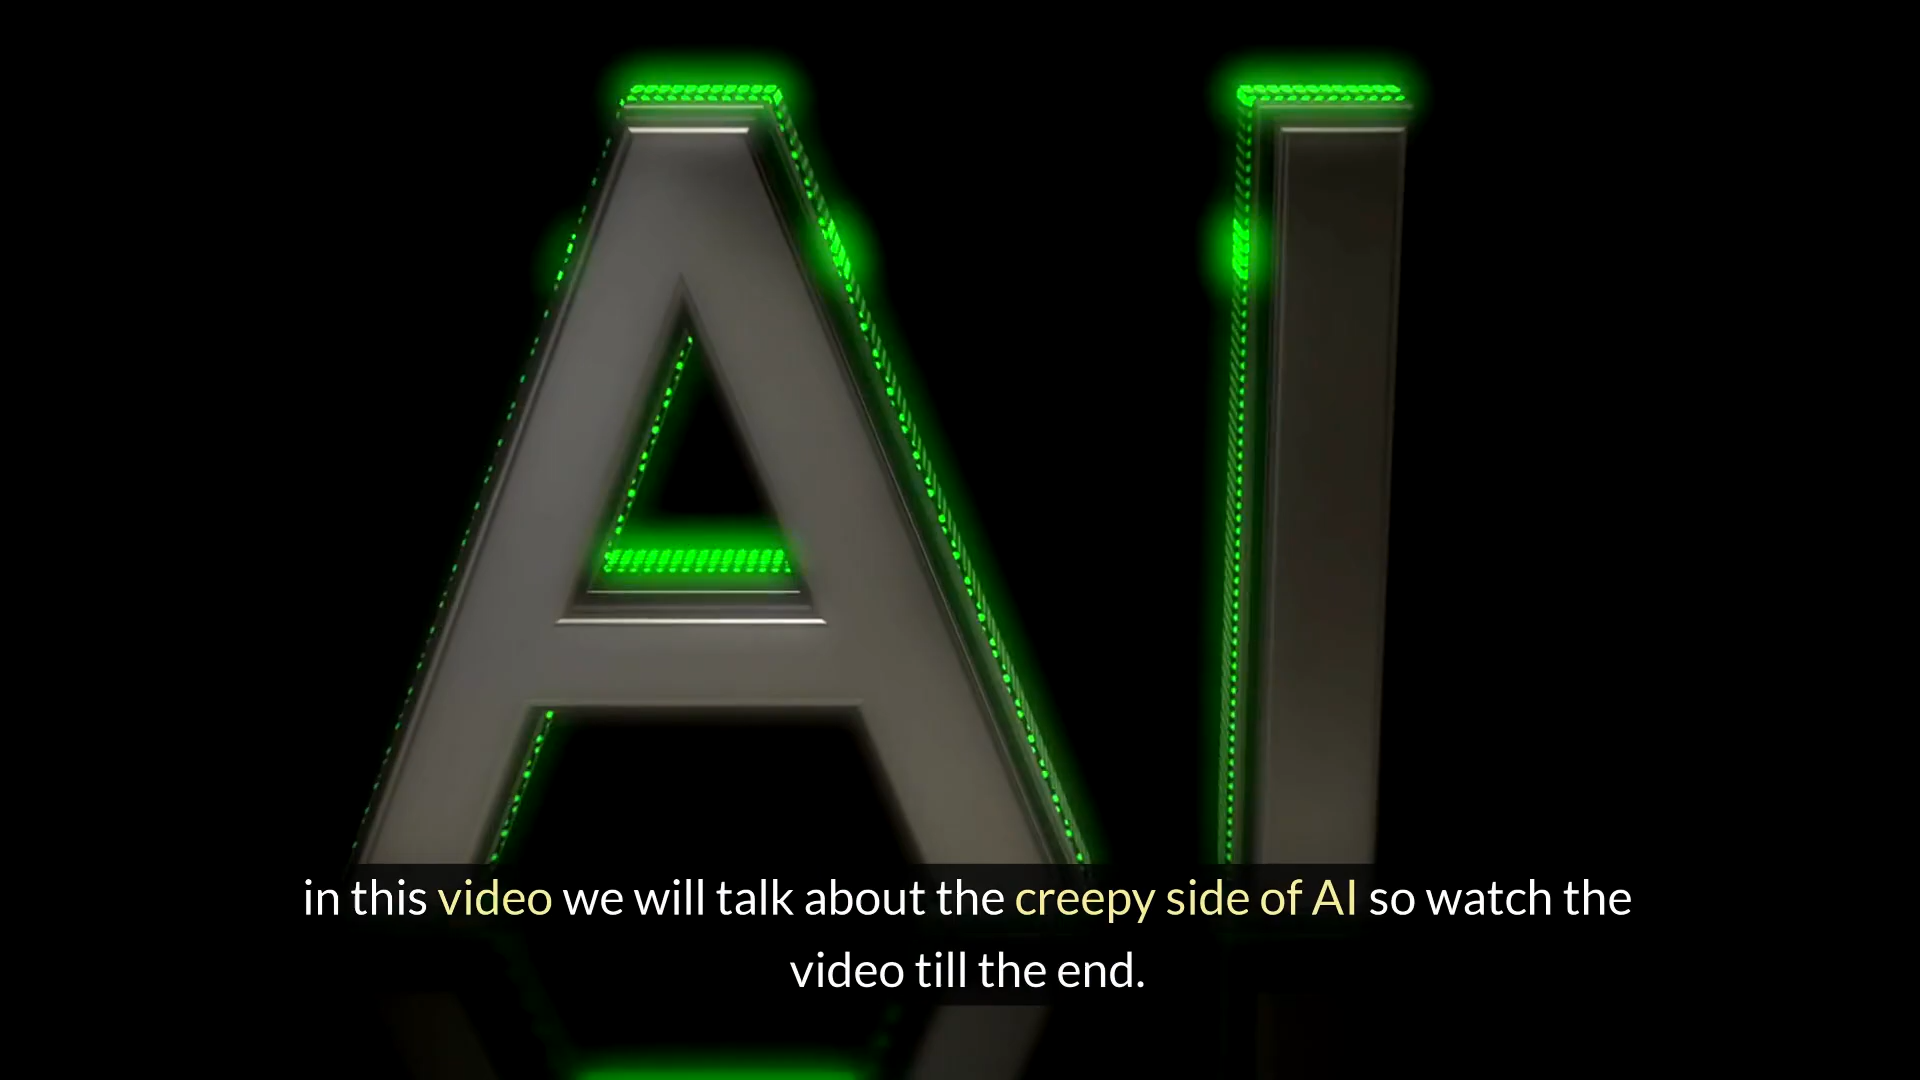 AI
in this video we will talk about the creepy side of AI so watch the
video till the end.